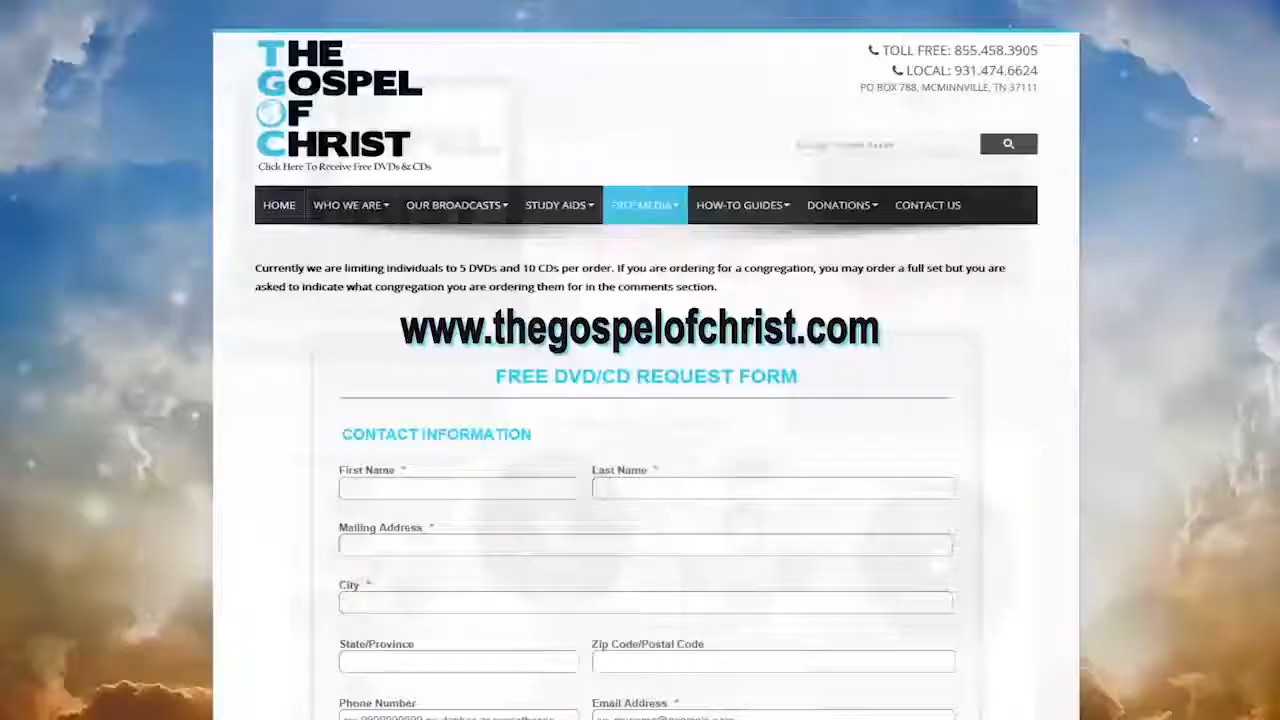 THE
GOSPEL
OF
CHRIST
Click Here To Receive Free DVDs & CDs
TOLL FREE: 855.458.3905
LOCAL: 931.474.6624
PO BOX 788, MCMINNVILLE, TN 37111
HOME WHO WE ARE OUR BROADCASTS STUDY AIDS FREE MEDIA HOW-TO GUIDES DONATIONS CONTACT US
Currently we are limiting individuals to 5 DVDs and 10 CDs per order. If you are ordering for a congregation, you may order a full set but you are
asked to indicate what congregation you are ordering them for in the comments section.
www.thegospelofchrist.com
FREE DVD/CD REQUEST FORM
CONTACT INFORMATION
First Name * Last Name *
Mailing Address *
City *
State/Province Zip Code/Postal Code
Phone Number Email Address *